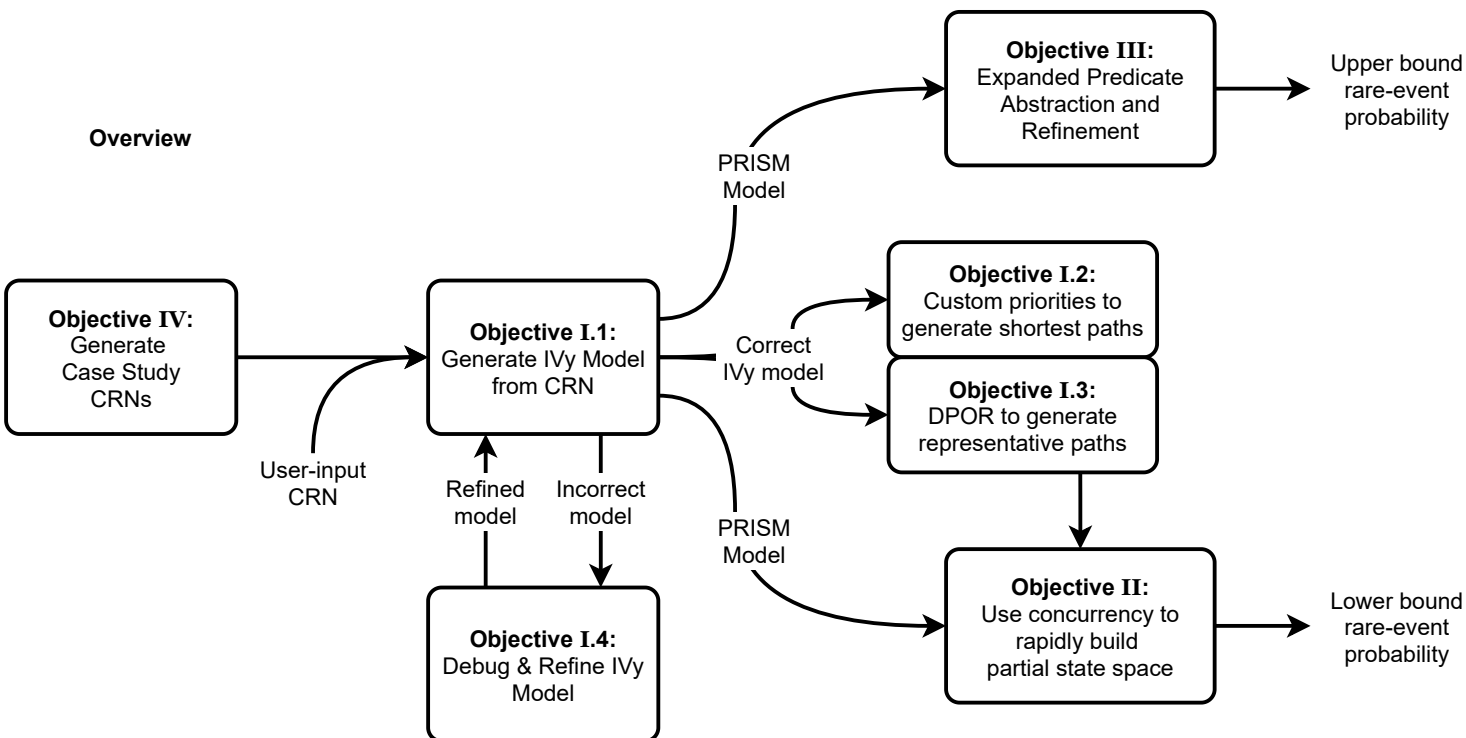 Overview
Objective IV:
Generate
Case Study
CRNs
User-input
CRN
Objective I.1:
Generate IVy Model
from CRN
Refined
model
Incorrect
model
Objective I.4:
Debug & Refine IVy
Model
PRISM
Model
Correct
IVy model
PRISM
Model
Objective III:
Expanded Predicate
Abstraction and
Refinement
Upper bound
rare-event
probability
Objective I.2:
Custom priorities to
generate shortest paths
Objective I.3:
DPOR to generate
representative paths
Objective II:
Use concurrency to
rapidly build
partial state space
Lower bound
rare-event
probability